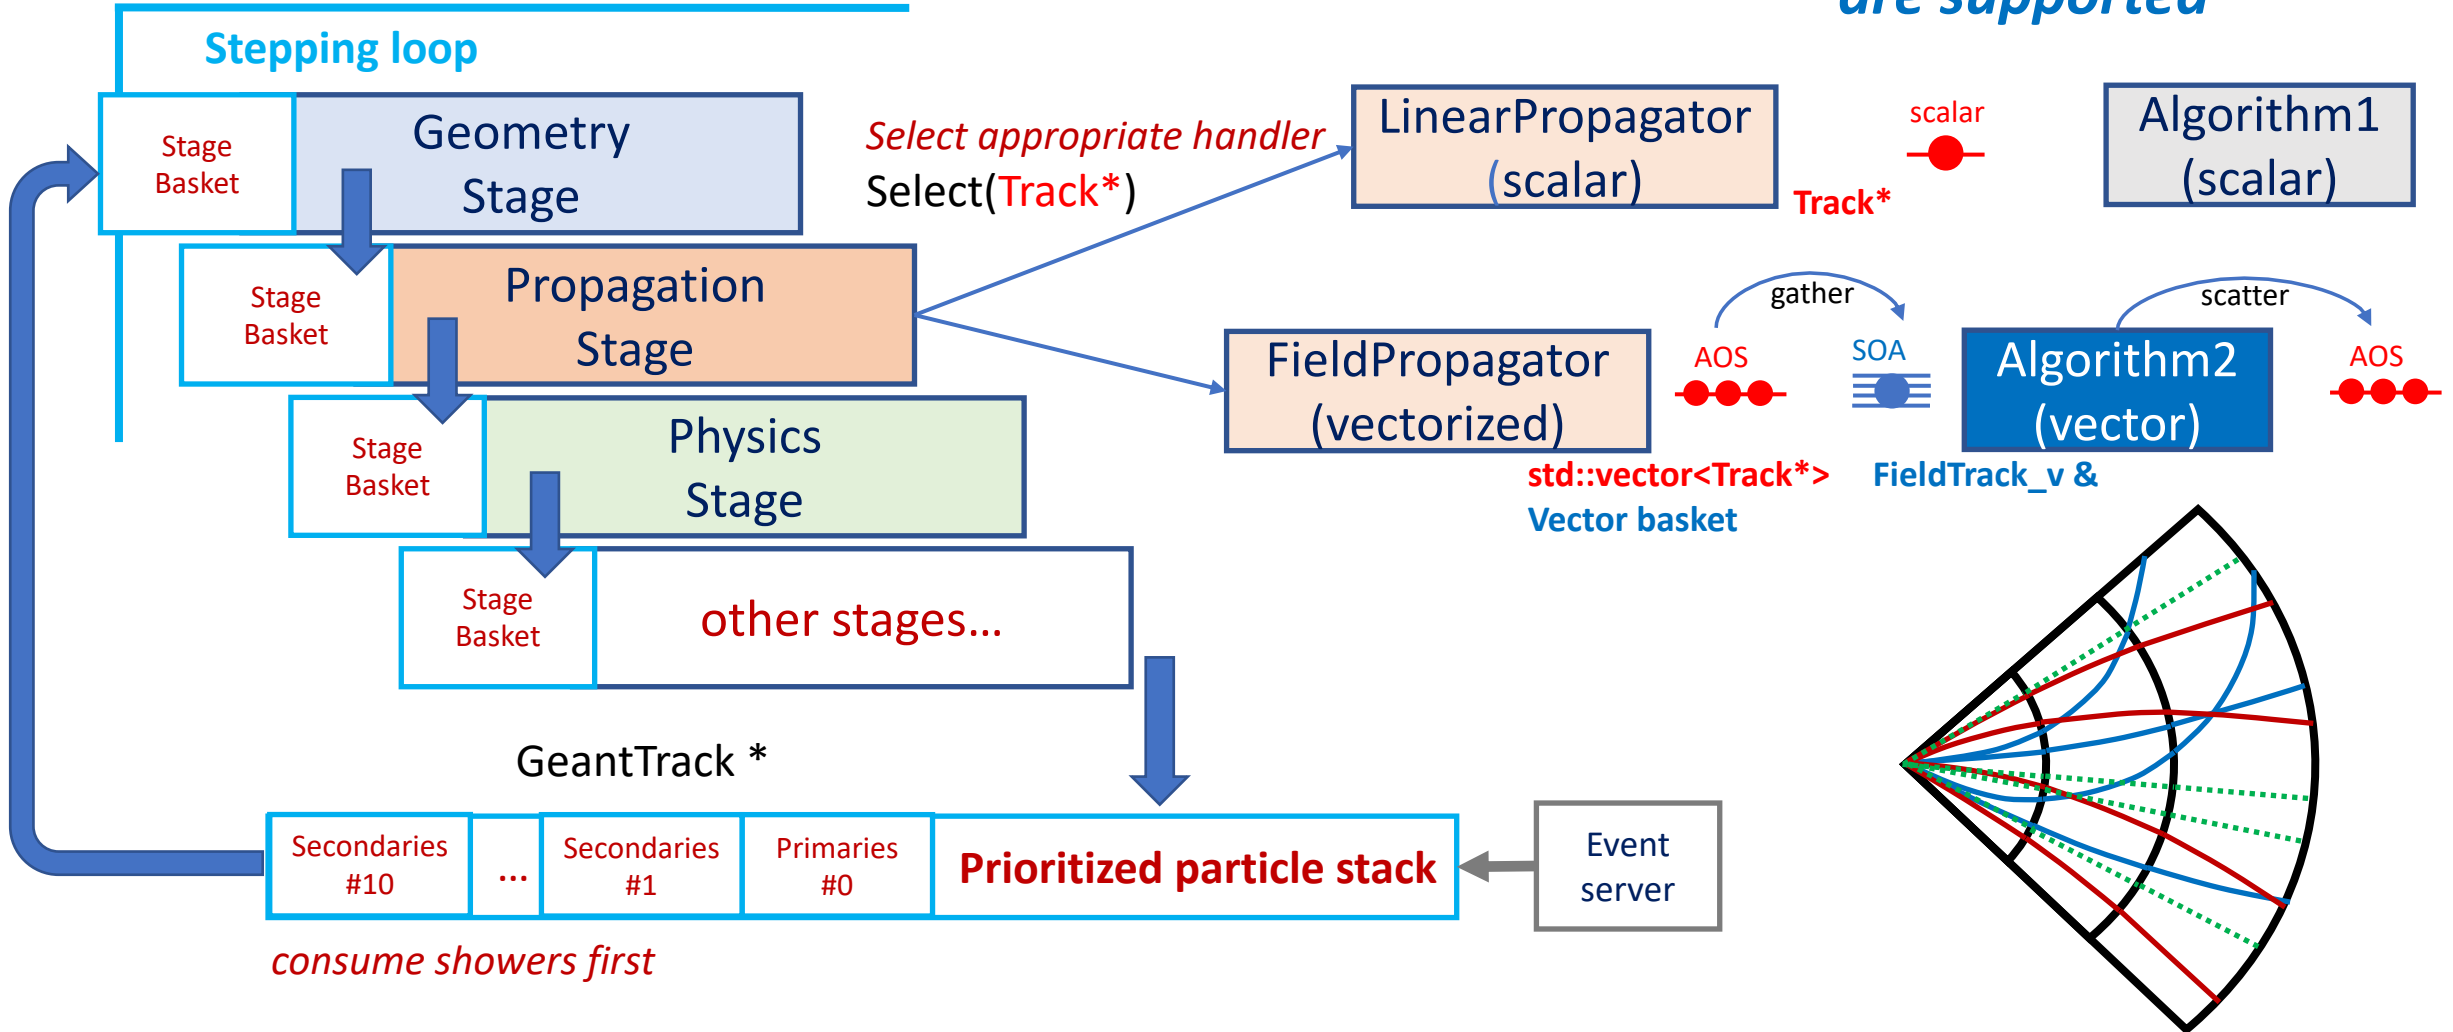 are supported
Stepping loop
Stage
Basket
Geometry
Stage
Select appropriate handler
Select(Track*)
LinearPropagator
(scalar)
scalar
Track*
Algorithm1
(scalar)
Stage
Basket
Propagation
Stage
gather
scatter
FieldPropagator
(vectorized)
AOS
SOA
Algorithm2
(vector)
AOS
std::vector<Track*>
Vector basket
FieldTrack_v &
Stage
Basket
Physics
Stage
Stage
Basket
other stages...
GeantTrack *
Secondaries
#10
...
Secondaries
#1
Primaries
#0
Prioritized particle stack
Event
server
consume showers first